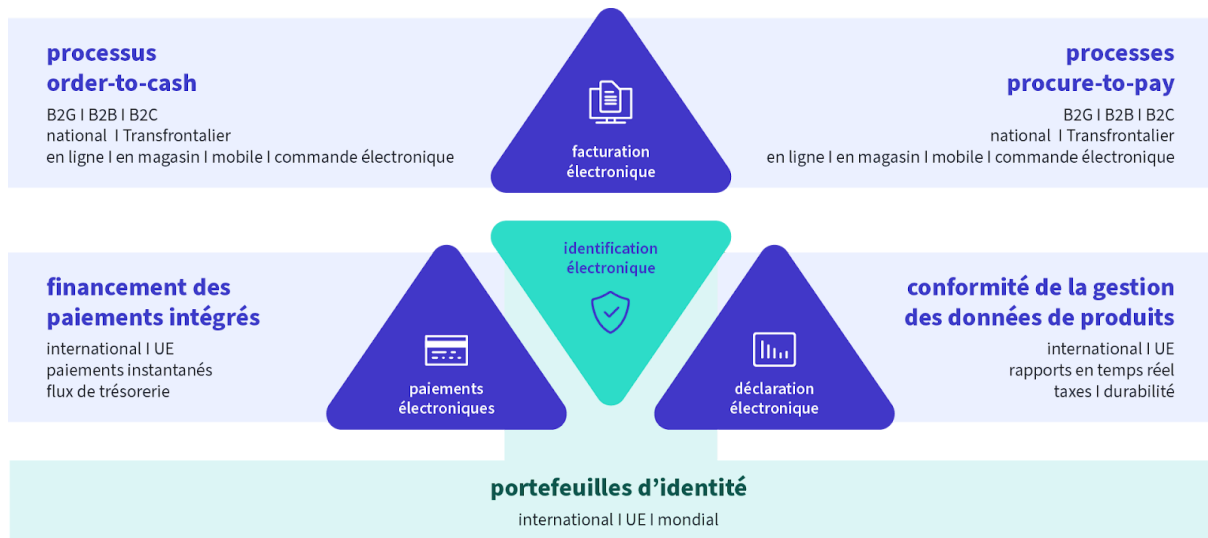 processus
order-to-cash
B2G I B2B I B2C
national I Transfrontalier
en ligne I en magasin I mobile I commande électronique
facturation
électronique
processes
procure-to-pay
B2G I B2B I B2C
national I Transfrontalier
en ligne I en magasin I mobile I commande électronique
identification
électronique
financement des
paiements intégrés
international I UE
paiements instantanés
flux de trésorerie
paiements
électroniques
déclaration
électronique
conformité de la gestion
des données de produits
international I UE
rapports en temps réel
taxes I durabilité
portefeuilles d’identité
international I UE I mondial